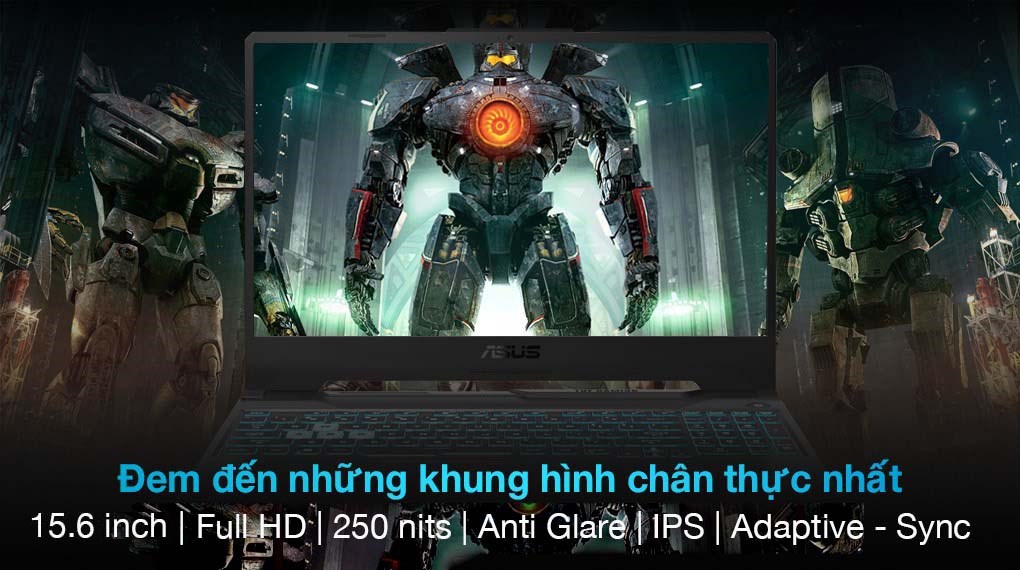 ASUS
Đem đến những khung hình chân thực nhất
15.6 inch | Full HD | 250 nits | Anti Glare | IPS | Adaptive - Sync